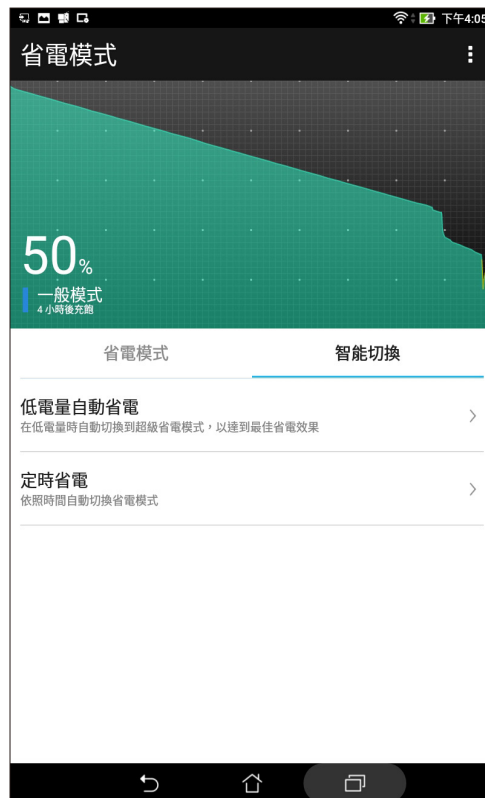 下午4:05
省電模式
50%
一般模式
4 小時後充飽
省電模式
智能切換
低電量自動省電
在低電量時自動切換到超級省電模式，以達到最佳省電效果
定時省電
依照時間自動切換省電模式